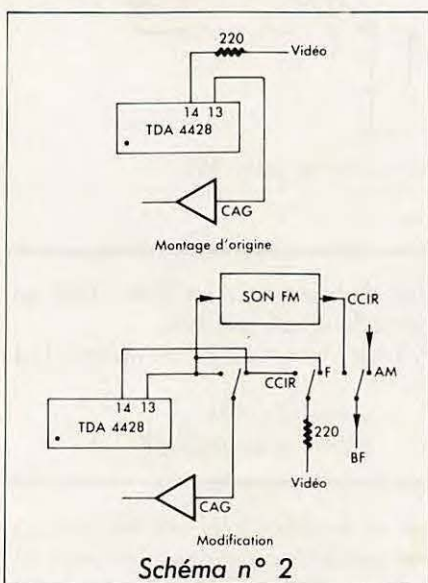 220
Vidéo
14 13
TDA 4428
CAG
Montage d'origine
SON FM
CCIR
CCIR
F
AM
14 13
TDA 4428
220
BF
Vidéo
CAG
Modification
Schéma n° 2